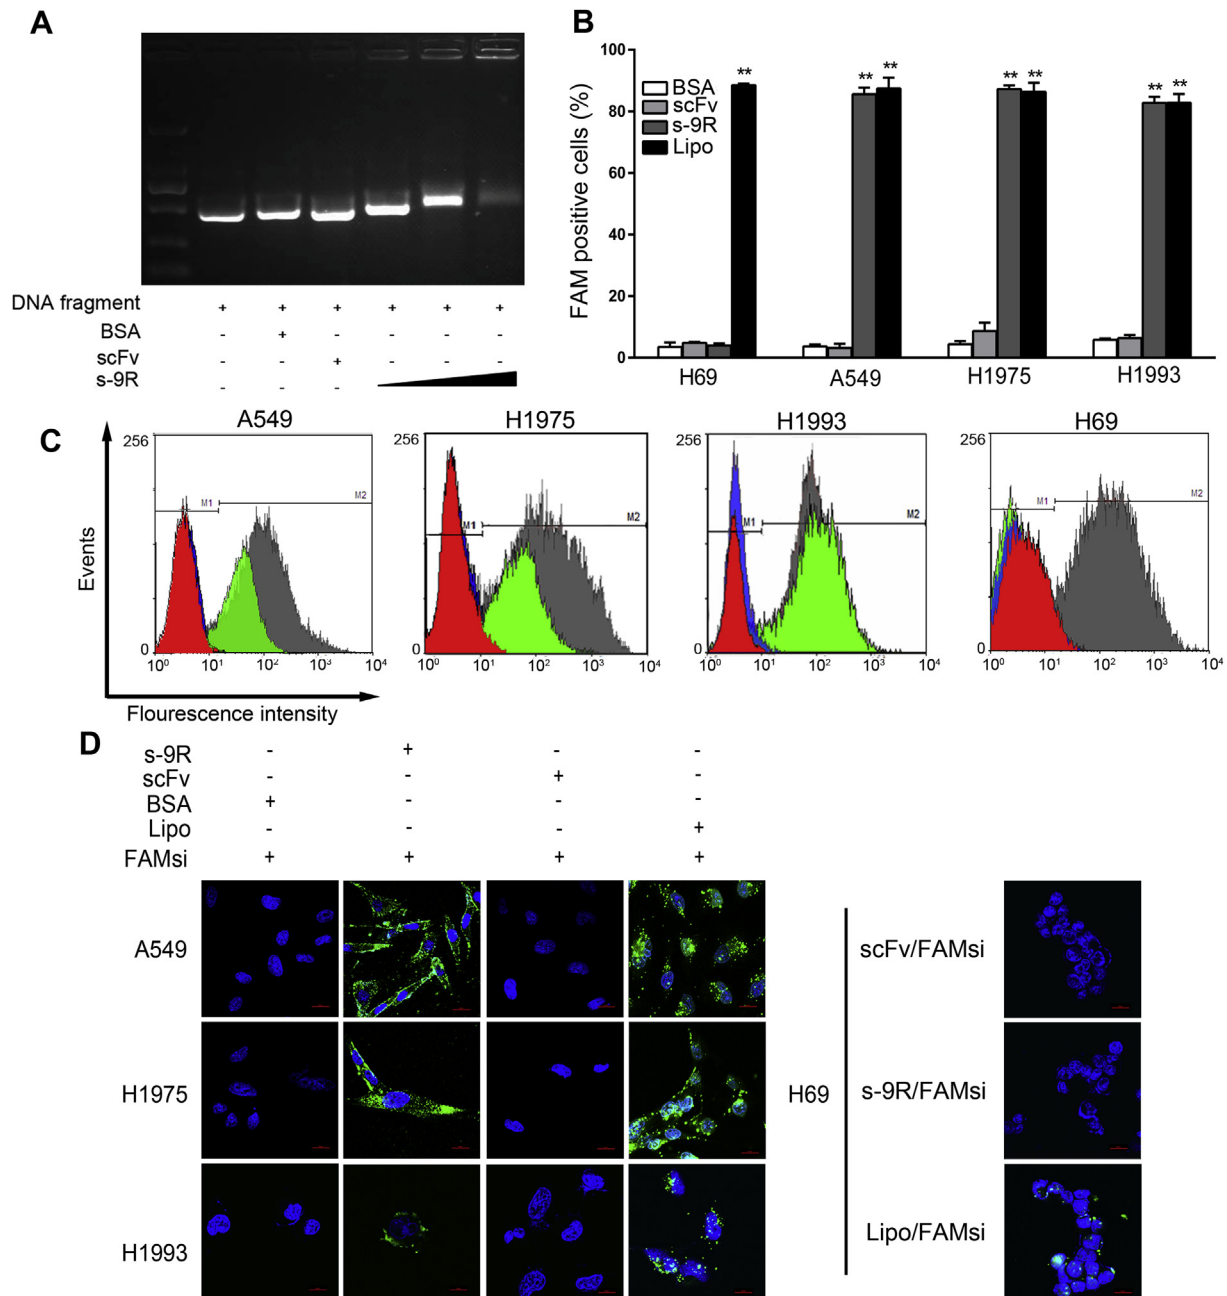 A
DNA fragment + + + + + +
BSA - + - - - -
scFv - - + - - -
s-9R - - -
B
FAM positive cells (%)
100
80
60
40
20
0
BSA
scFv
s-9R
Lipo
** ** ** ** ** ** **
H69 A549 H1975 H1993
C
A549 H1975 H1993 H69
Events
256 256 256 256
M1 M2 M1 M2 M1 M2 M1 M2
0 0 0 0
10⁰ 10¹ 10² 10³ 10⁴ 10⁰ 10¹ 10² 10³ 10⁴ 10⁰ 10¹ 10² 10³ 10⁴ 10⁰ 10¹ 10² 10³ 10⁴
Flourescence intensity
D
s-9R - + - -
scFv - - + -
BSA + - - -
Lipo - - - +
FAMsi + + + +
A549
H1975
H1993
H69
scFv/FAMsi
s-9R/FAMsi
Lipo/FAMsi